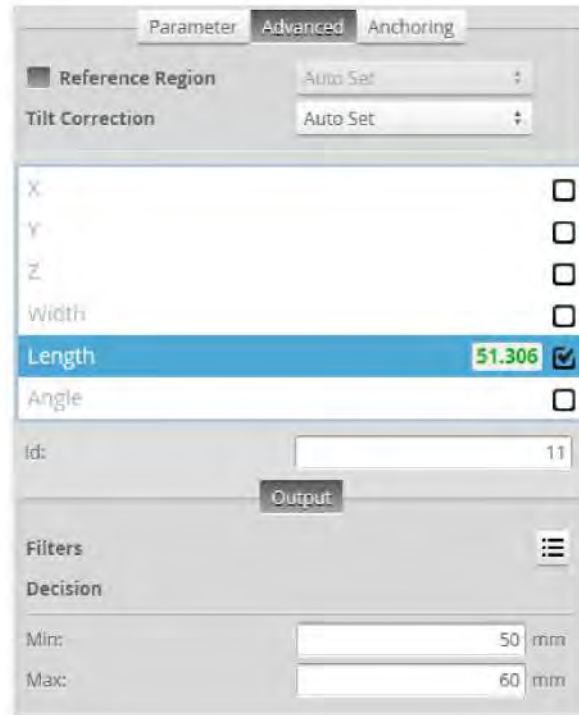 Parameter Advanced Anchoring
Reference Region Auto Set
Tilt Correction Auto Set
X
Y
Z
Width
Length 51.306
Angle
Id: 11
Output
Filters
Decision
Min: 50 mm
Max: 60 mm